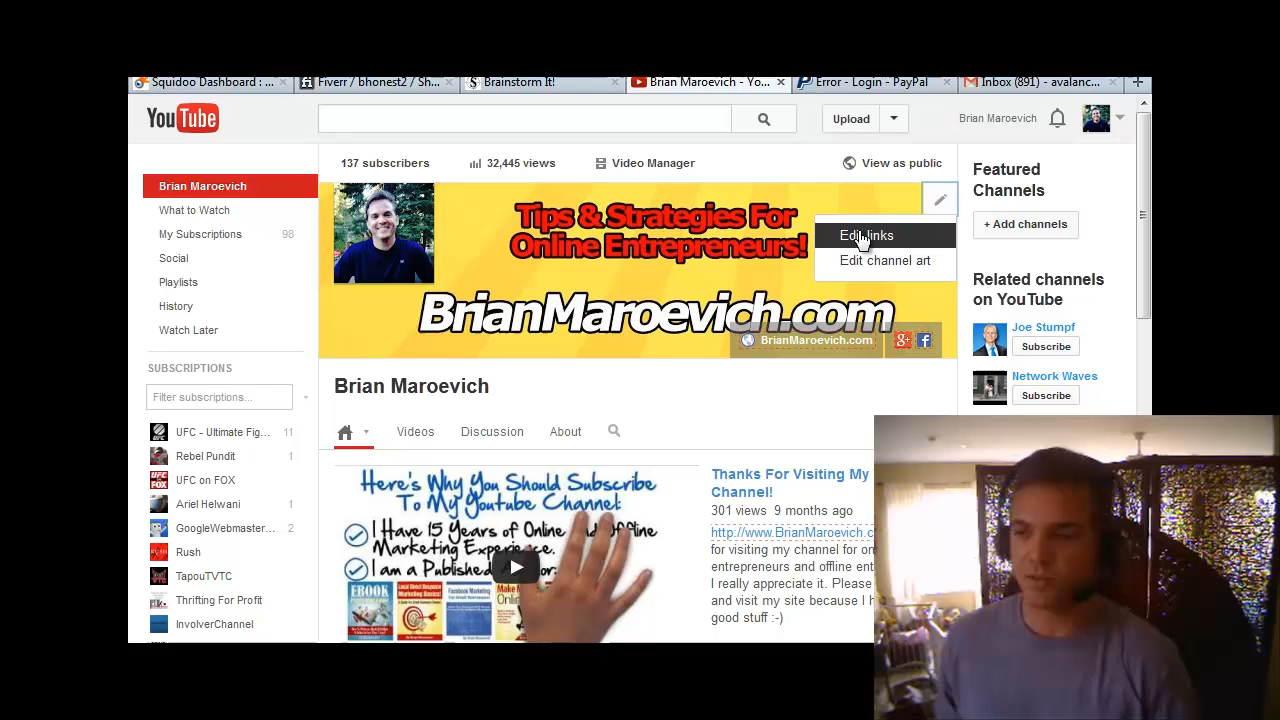 Squidoo Dashboard : ...
Fiverr / bhonest2 / Sh...
Brainstorm It!
Brian Maroevich - Yo...
Error - Login - PayPal
Inbox (891) - avalanc...
YouTube
Upload
Brian Maroevich
137 subscribers
32,445 views
Video Manager
View as public
Brian Maroevich
What to Watch
My Subscriptions 98
Social
Playlists
History
Watch Later
SUBSCRIPTIONS
Filter subscriptions...
UFC - Ultimate Fig... 11
Rebel Pundit 1
UFC on FOX
Ariel Helwani 1
GoogleWebmaster... 2
Rush
TapouTVTC
Thrifting For Profit
InvolverChannel
Tips & Strategies For
Online Entrepreneurs!
BrianMaroevich.com
Edit links
Edit channel art
BrianMaroevich.com
Brian Maroevich
Videos
Discussion
About
Here's Why You Should Subscribe
To My Youtube Channel:
I Have 15 Years of Online and Offline
Marketing Experience.
I am a Published
Thanks For Visiting My
Channel!
301 views 9 months ago
http://www.BrianMaroevich.c
for visiting my channel for on
entrepreneurs and offline ent
I really appreciate it. Please
and visit my site because I h
good stuff :-)
Featured
Channels
+ Add channels
Related channels
on YouTube
Joe Stumpf
Subscribe
Network Waves
Subscribe